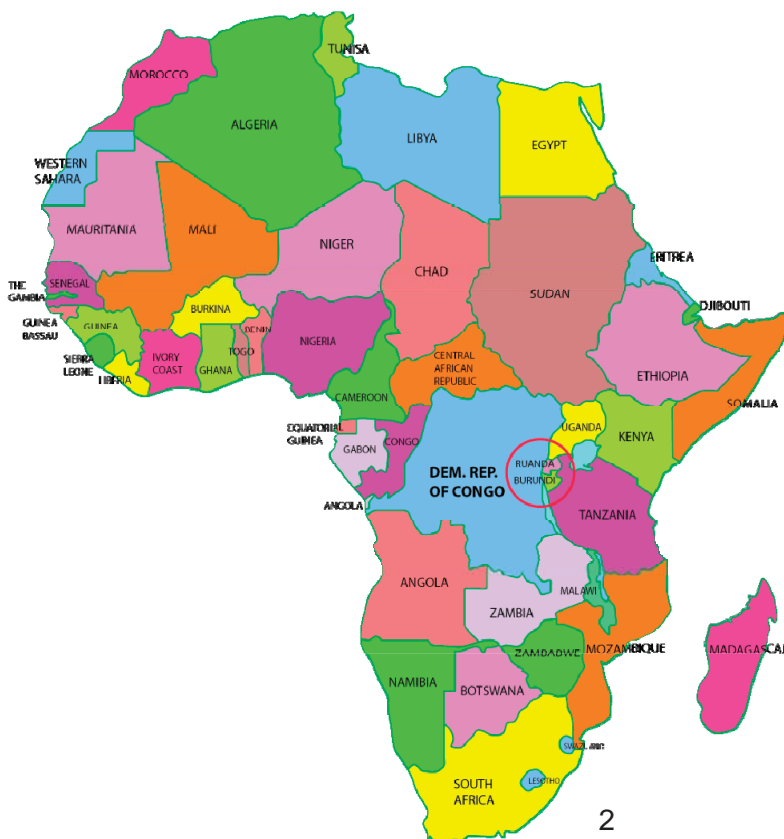 TUNISA
MOROCCO
ALGERIA
LIBYA
EGYPT
WESTERN
SAHARA
MAURITANIA
MALI
NIGER
CHAD
SUDAN
ERITREA
THE
GAMBIA
SENEGAL
DJIBOUTI
GUINEA
BASSAU
GUINEA
BURKINA
BENIN
SIERRA
LEONE
LIBERIA
IVORY
COAST
GHANA
TOGO
NIGERIA
CENTRAL
AFRICAN
REPUBLIC
ETHIOPIA
SOMALIA
CAMEROON
EQUATORIAL
GUINEA
GABON
CONGO
UGANDA
KENYA
DEM. REP.
OF CONGO
RUANDA
BURUNDI
ANGOLA
TANZANIA
ANGOLA
ZAMBIA
MALAWI
ZAMBABWE
MOZAMBIQUE
MADAGASCAR
NAMIBIA
BOTSWANA
SOUTH
AFRICA
LESOTHO
2